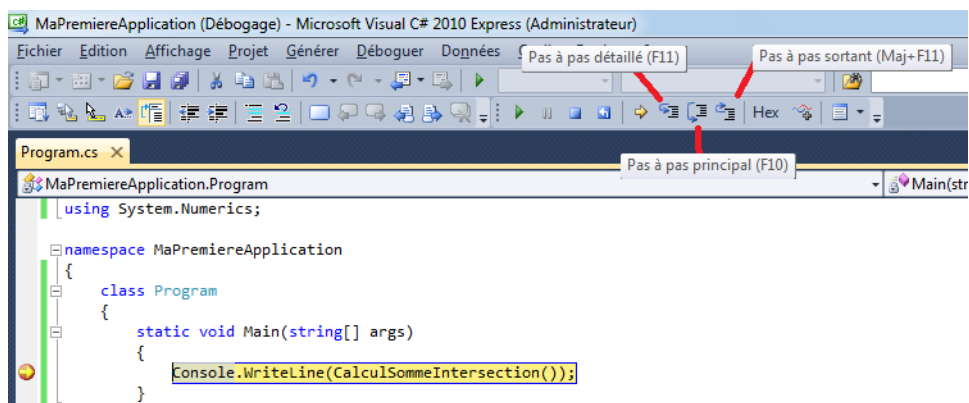 MaPremiereApplication (Débogage) - Microsoft Visual C# 2010 Express (Administrateur)
Fichier Edition Affichage Projet Générer Déboguer Données
Pas à pas détaillé (F11)
Pas à pas sortant (Maj+F11)
Hex
Pas à pas principal (F10)
Program.cs
MaPremiereApplication.Program
Main(str
using System.Numerics;
namespace MaPremiereApplication
{
class Program
{
static void Main(string[] args)
{
Console.WriteLine(CalculSommeIntersection());
}